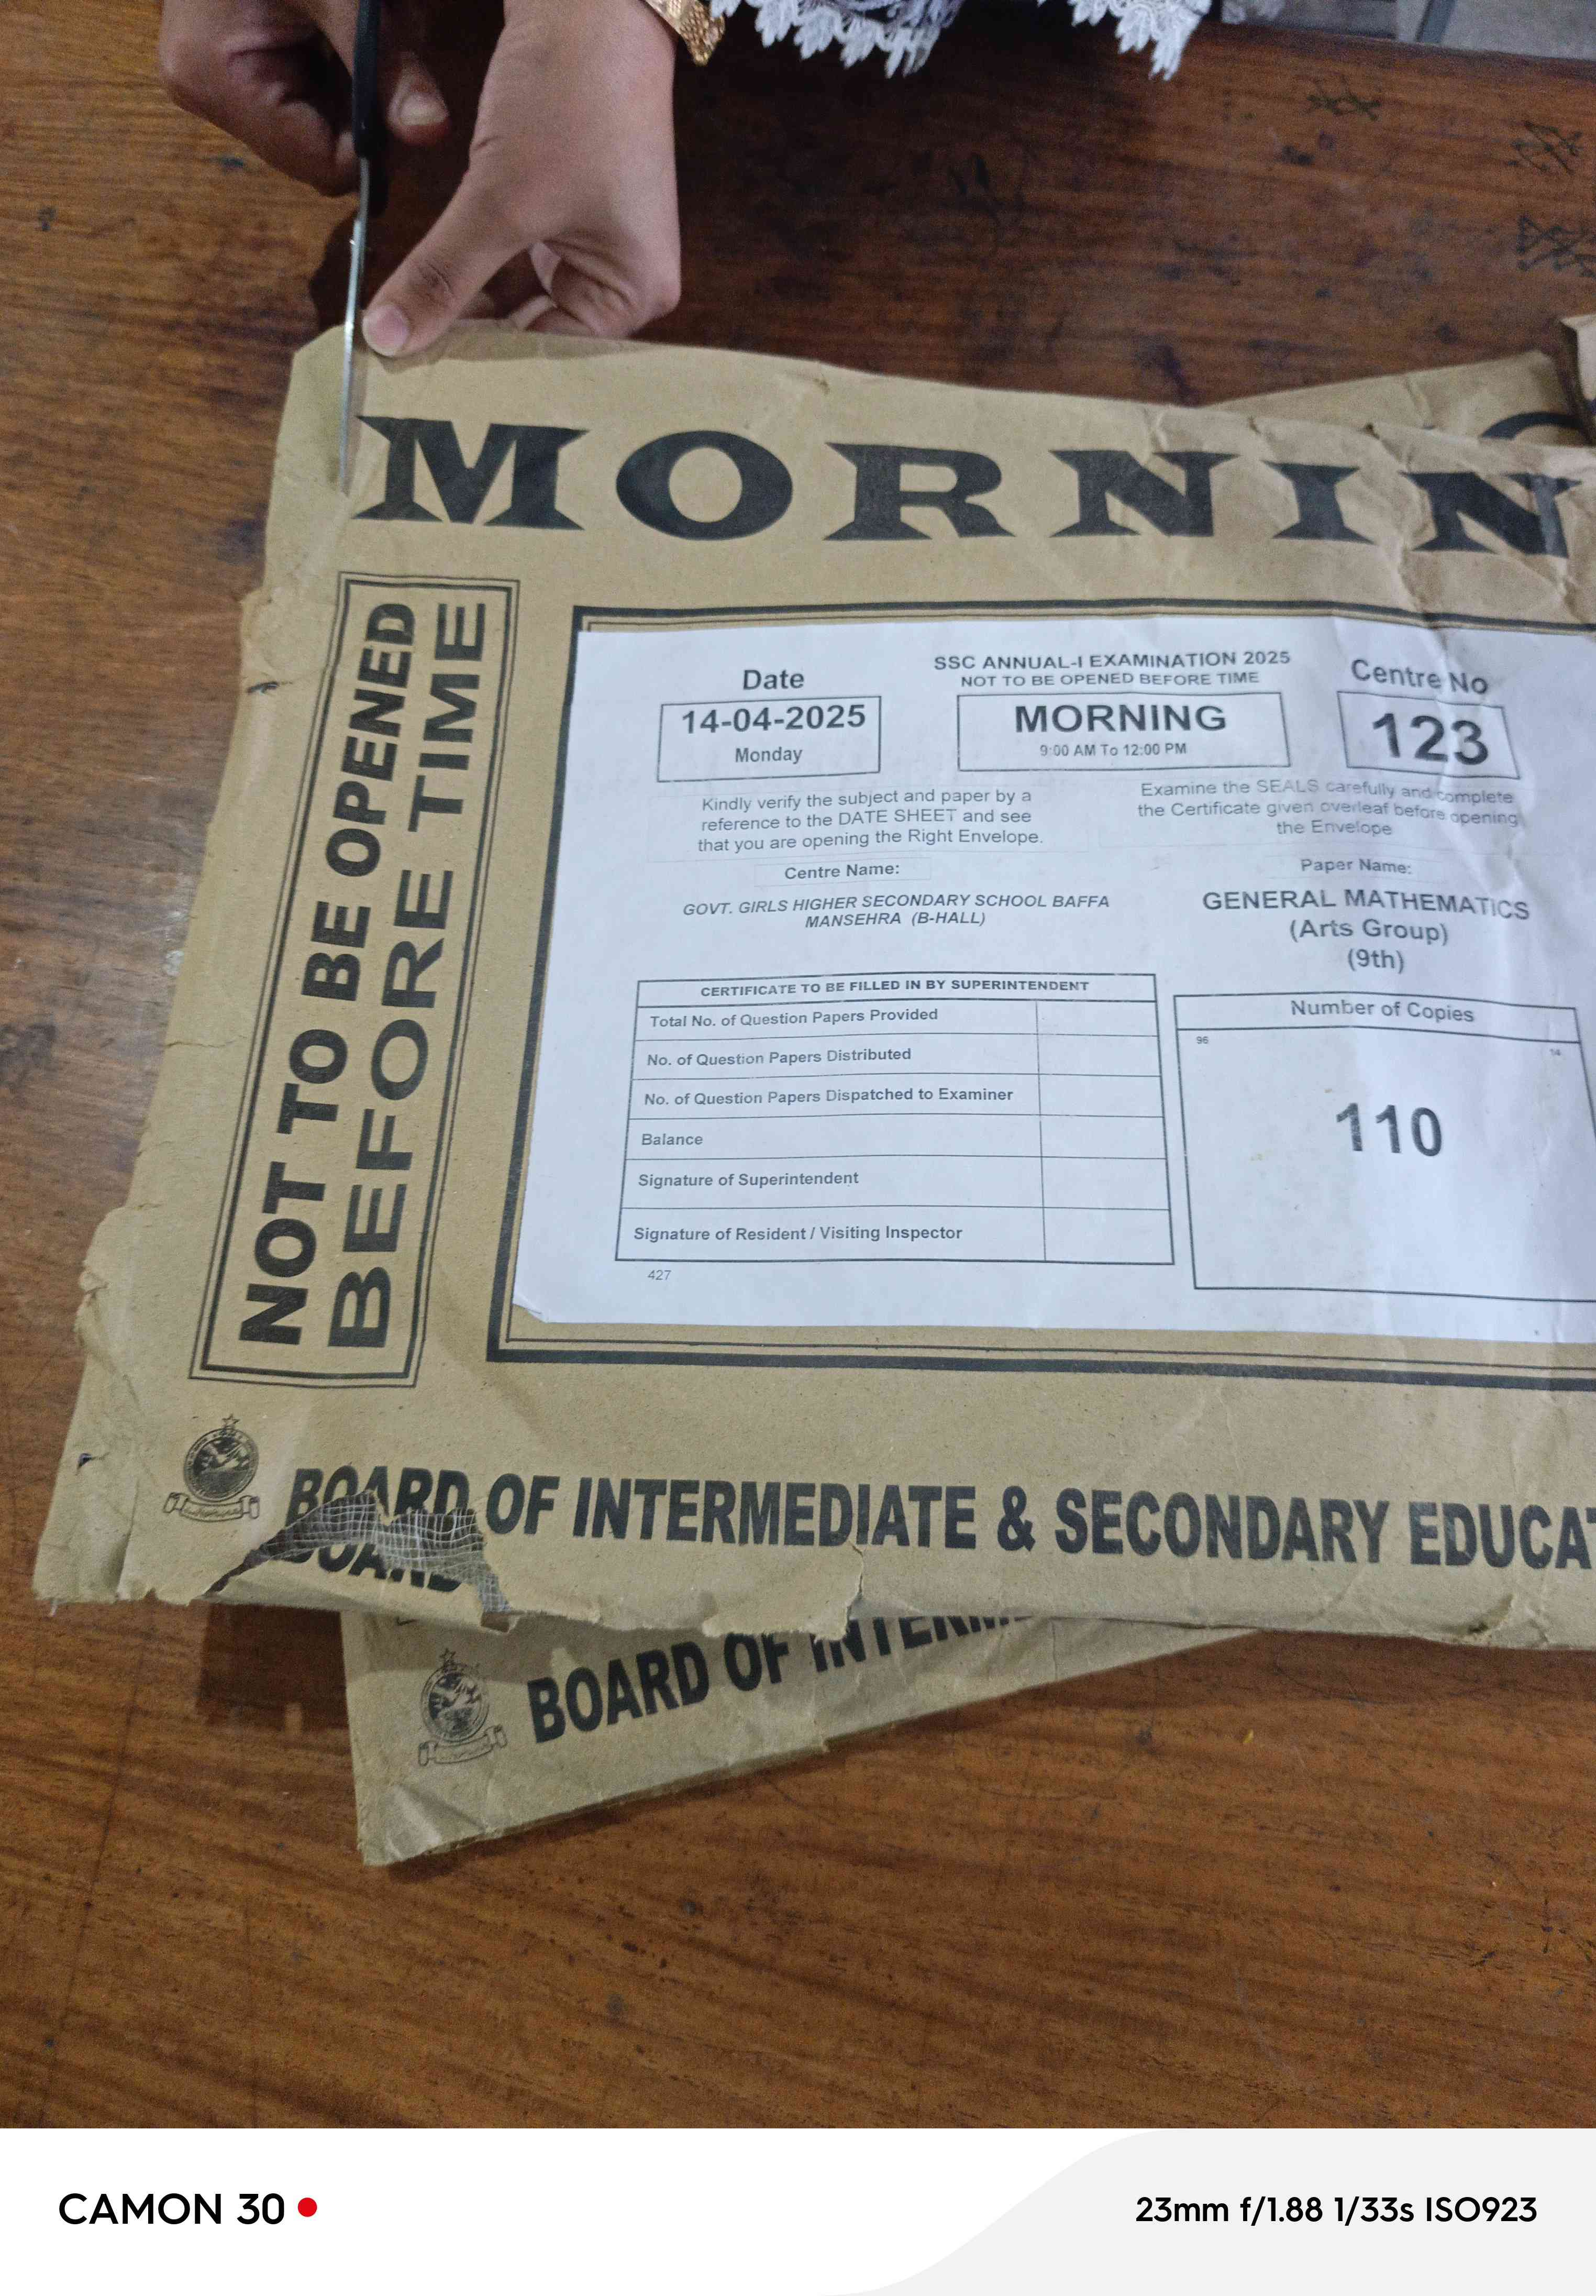 MORNIN
NOT TO BE OPENED
BEFORE TIME
SSC ANNUAL-I EXAMINATION 2025
NOT TO BE OPENED BEFORE TIME
Date
14-04-2025
Monday
MORNING
9:00 AM To 12:00 PM
Centre No
123
Kindly verify the subject and paper by a
reference to the DATE SHEET and see
that you are opening the Right Envelope.
Examine the SEALS carefully and complete
the Certificate given overleaf before opening
the Envelope
Centre Name:
GOVT. GIRLS HIGHER SECONDARY SCHOOL BAFFA
MANSEHRA (B-HALL)
Paper Name:
GENERAL MATHEMATICS
(Arts Group)
(9th)
CERTIFICATE TO BE FILLED IN BY SUPERINTENDENT
Total No. of Question Papers Provided
No. of Question Papers Distributed
No. of Question Papers Dispatched to Examiner
Balance
Signature of Superintendent
Signature of Resident / Visiting Inspector
427
Number of Copies
96
14
110
BOARD OF INTERMEDIATE & SECONDARY EDUCAT
BOARD
BOARD OF INTERM
CAMON 30
23mm f/1.88 1/33s ISO923